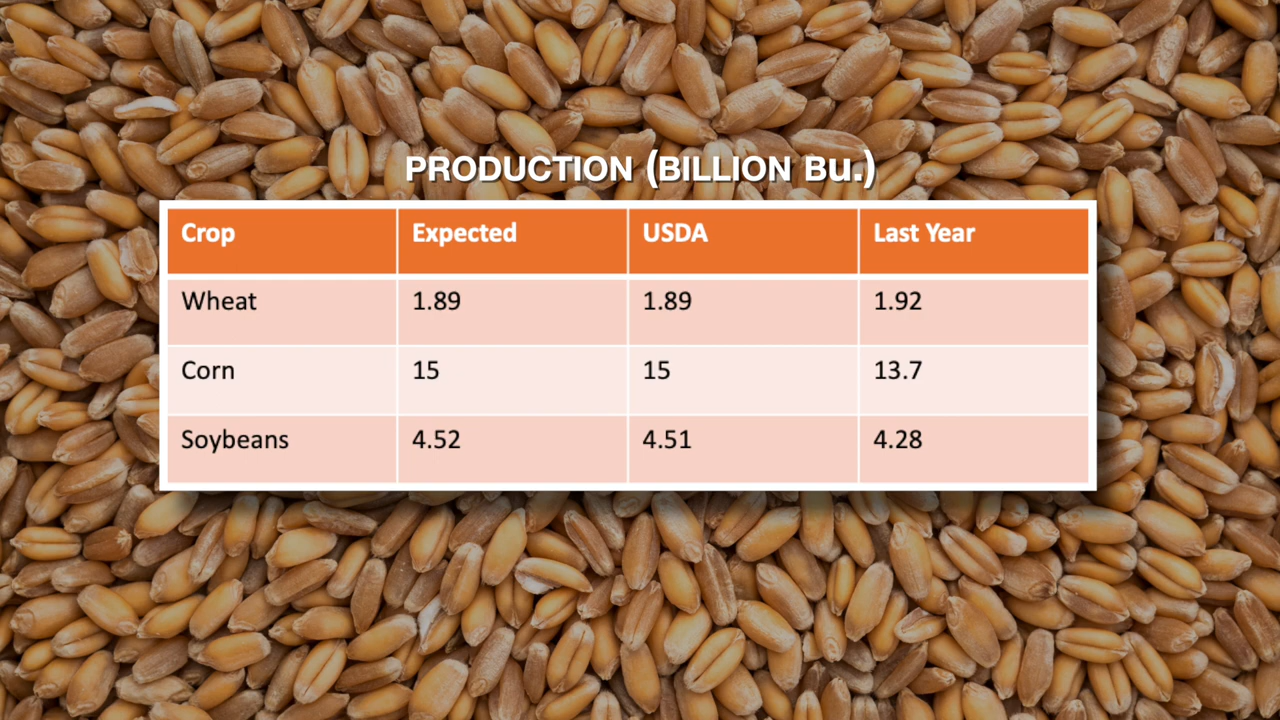 PRODUCTION (BILLION Bu.)
Crop Expected USDA Last Year
Wheat 1.89 1.89 1.92
Corn 15 15 13.7
Soybeans 4.52 4.51 4.28